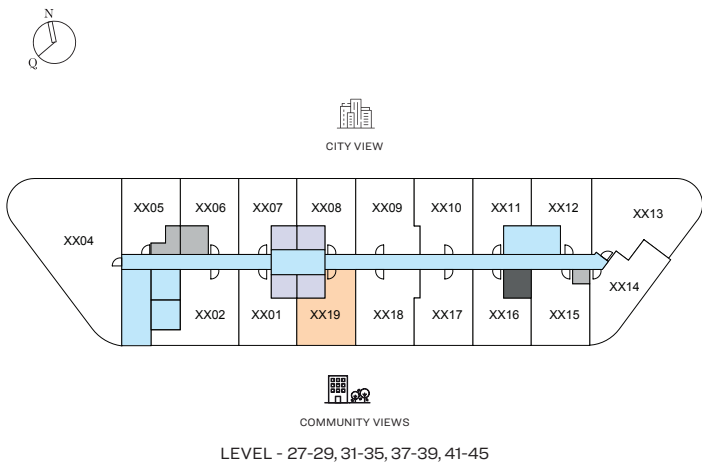 N
Q
CITY VIEW
XX05 XX06 XX07 XX08 XX09 XX10 XX11 XX12
XX13
XX04
XX14
XX02 XX01 XX19 XX18 XX17 XX16 XX15
COMMUNITY VIEWS
LEVEL - 27-29, 31-35, 37-39, 41-45